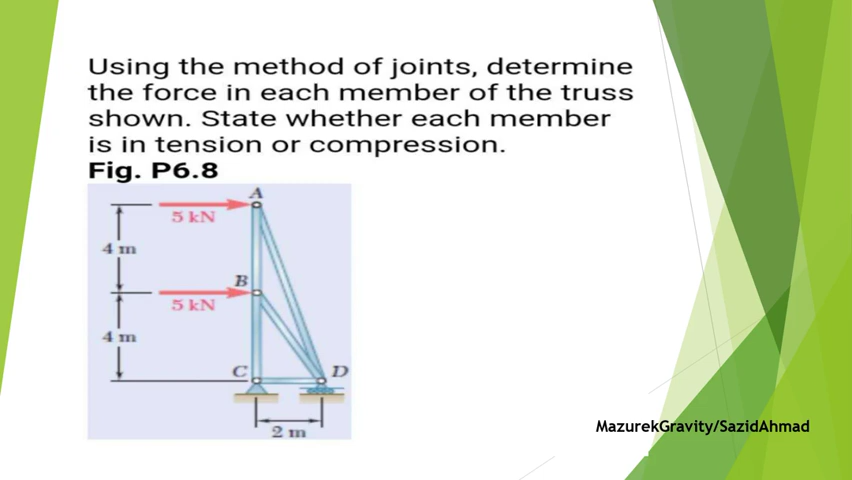 Using the method of joints, determine
the force in each member of the truss
shown. State whether each member
is in tension or compression.
Fig. P6.8
A
5 kN
4 m
B
5 kN
4 m
C
D
2 m
MazurekGravity/SazidAhmad